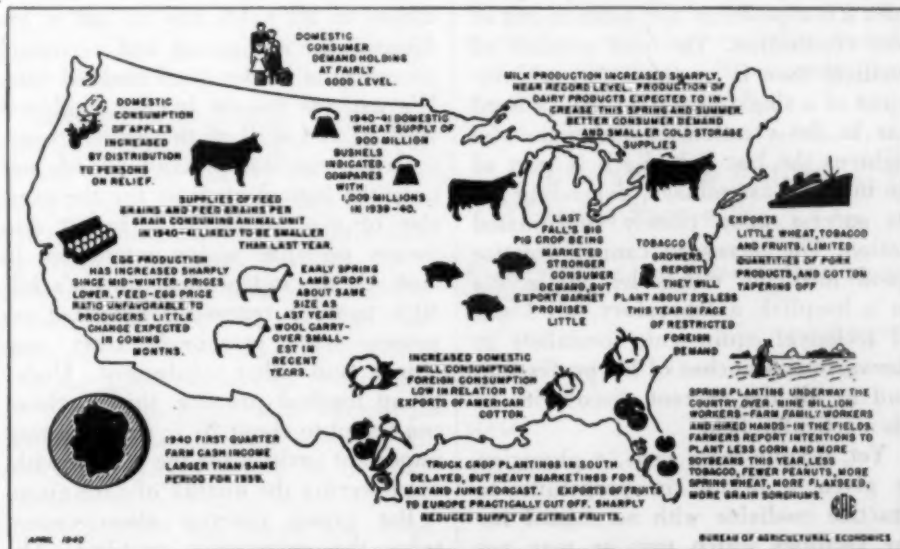 DOMESTIC
CONSUMER
DEMAND HOLDING
AT FAIRLY
GOOD LEVEL.
MILK PRODUCTION INCREASED SHARPLY,
NEAR RECORD LEVEL. PRODUCTION OF
DAIRY PRODUCTS EXPECTED TO IN-
CREASE THIS SPRING AND SUMMER
BETTER CONSUMER DEMAND
AND SMALLER COLD STORAGE
SUPPLIES
DOMESTIC
CONSUMPTION
OF APPLES
INCREASED
BY DISTRIBUTION
TO PERSONS
ON RELIEF.
1940-41 DOMESTIC
WHEAT SUPPLY OF
900 MILLION
BUSHELS
INDICATED
COMPARES
WITH
1,009 MILLIONS
IN 1939-40.
SUPPLIES OF FEED
GRAINS AND FEED GRAINS PER
GRAIN CONSUMING ANIMAL UNIT
IN 1940-41 LIKELY TO BE SMALLER
THAN LAST YEAR.
EGG PRODUCTION
HAS INCREASED SHARPLY
SINCE MID-WINTER. PRICES
LOWER. FEED-EGG PRICE
RATIO UNFAVORABLE TO
PRODUCERS. LITTLE
CHANGE EXPECTED
IN COMING
MONTHS.
EARLY SPRING
LAMB CROP IS
ABOUT SAME
SIZE AS
LAST YEAR
WOOL CARRY-
OVER SMALL-
EST IN
RECENT
YEARS.
LAST
FALL'S BIG
PIG CROP BEING
MARKETED
STRONGER
CONSUMER
DEMAND, BUT
EXPORT MARKET
PROMISES
LITTLE
TOBACCO
GROWERS
REPORT
THEY WILL
PLANT ABOUT 21% LESS
THIS YEAR IN FACE
OF RESTRICTED
FOREIGN
DEMAND
EXPORTS
LITTLE WHEAT, TOBACCO
AND FRUITS. LIMITED
QUANTITIES OF PORK
PRODUCTS, AND COTTON
TAPERING OFF
INCREASED DOMESTIC
MILL CONSUMPTION.
FOREIGN CONSUMPTION
LOW IN RELATION TO
EXPORTS OF AMERICAN
COTTON.
SPRING PLANTING UNDERWAY THE
COUNTRY OVER. NINE MILLION
WORKERS-FARM FAMILY WORKERS
AND HIRED HANDS-IN THE FIELDS.
FARMERS REPORT INTENTIONS TO
PLANT LESS CORN AND MORE
SOYBEANS THIS YEAR, LESS
TOBACCO, FEWER PEANUTS, MORE
SPRING WHEAT, MORE FLAXSEED,
MORE GRAIN SORGHUMS.
1940 FIRST QUARTER
FARM CASH INCOME
LARGER THAN SAME
PERIOD FOR 1939.
TRUCK CROP PLANTINGS IN SOUTH
DELAYED, BUT HEAVY MARKETINGS FOR
MAY AND JUNE FORCAST. EXPORTS OF FRUITS
TO EUROPE PRACTICALLY CUT OFF. SHARPLY
REDUCED SUPPLY OF CITRUS FRUITS.
APRIL 1940
BUREAU OF AGRICULTURAL ECONOMICS